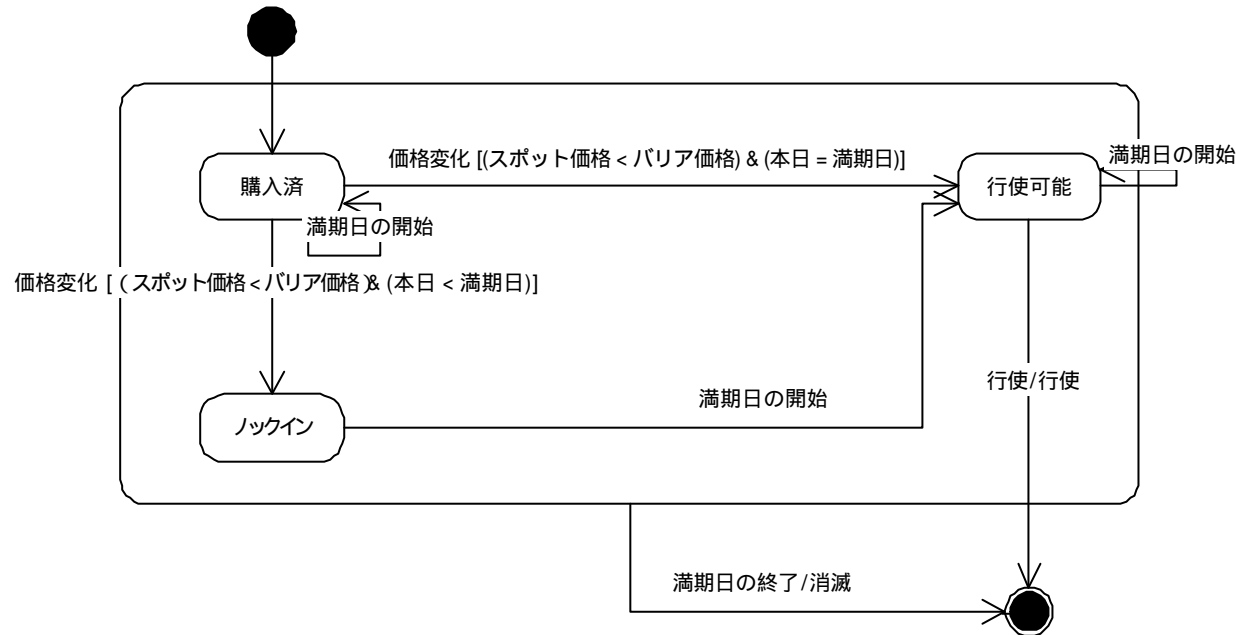 価格変化 [(スポット価格 < バリア価格) & (本日 = 満期日)]
満期日の開始
購入済
行使可能
満期日の開始
価格変化 [ (スポット価格 < バリア価格)& (本日 < 満期日)]
行使/行使
満期日の開始
ノックイン
満期日の終了/消滅